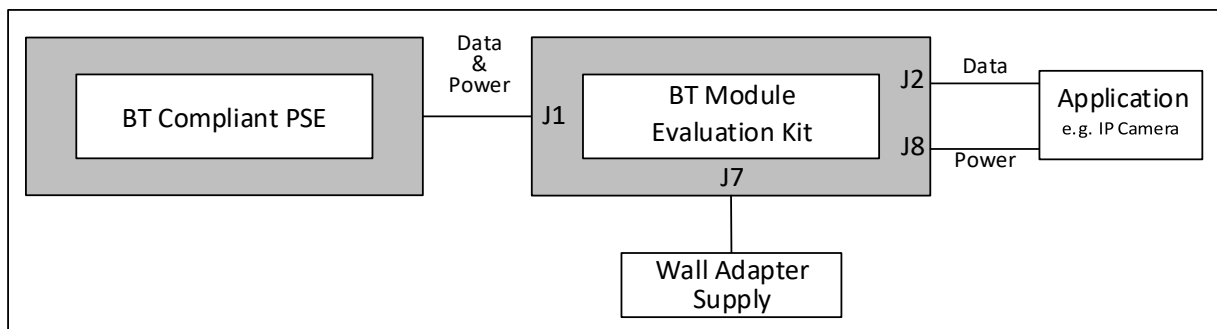 BT Compliant PSE
Data
&
Power
J1
BT Module
Evaluation Kit
J2
J8
J7
Data
Power
Application
e.g. IP Camera
Wall Adapter
Supply